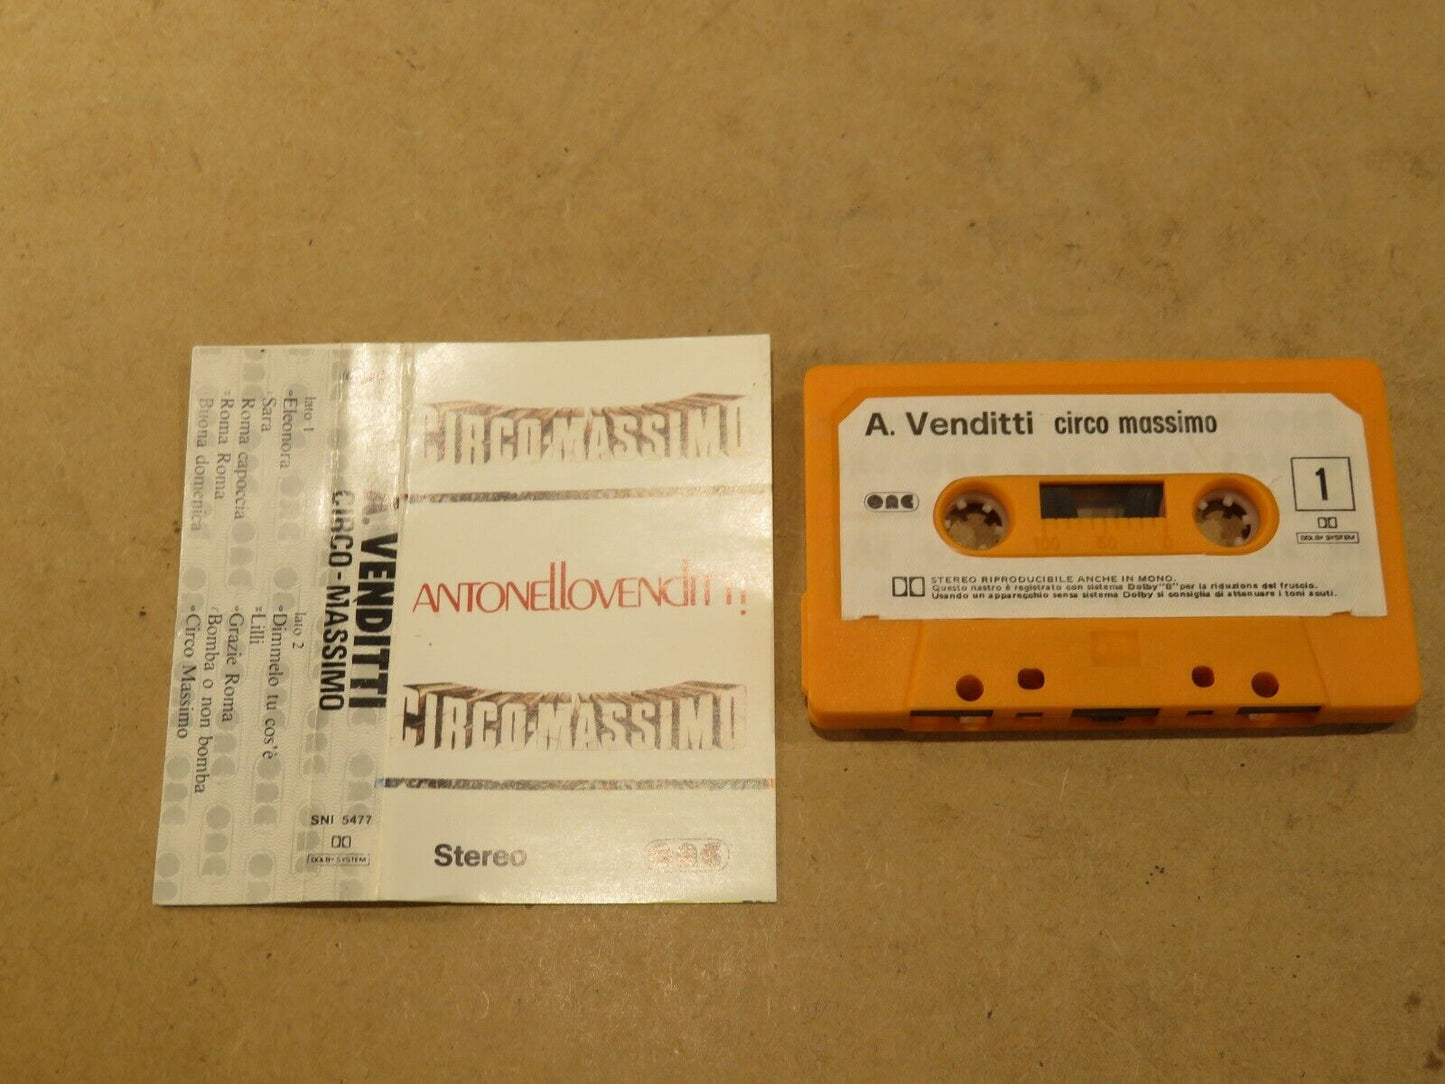 lato 1
Eleonora
Sara
Roma capoccia
Roma Roma
Buona domenica
lato 2
Dimmelo tu cos'è
Lilli
Grazie Roma
Bomba o non bomba
Circo Massimo
A. VENDITTI
CIRCO-MASSIMO
SNI 5477
DOLBY SYSTEM
CIRCO-MASSIMO
ANTONELLOVENDITTI
CIRCO-MASSIMO
Stereo
A. Venditti circo massimo
1
DOLBY SYSTEM
100 50 0
STEREO RIPRODUCIBILE ANCHE IN MONO.
Questo nastro è registrato con sistema Dolby "B" per la riduzione del fruscio.
Usando un apparecchio senza sistema Dolby si consiglia di attenuare i toni acuti.